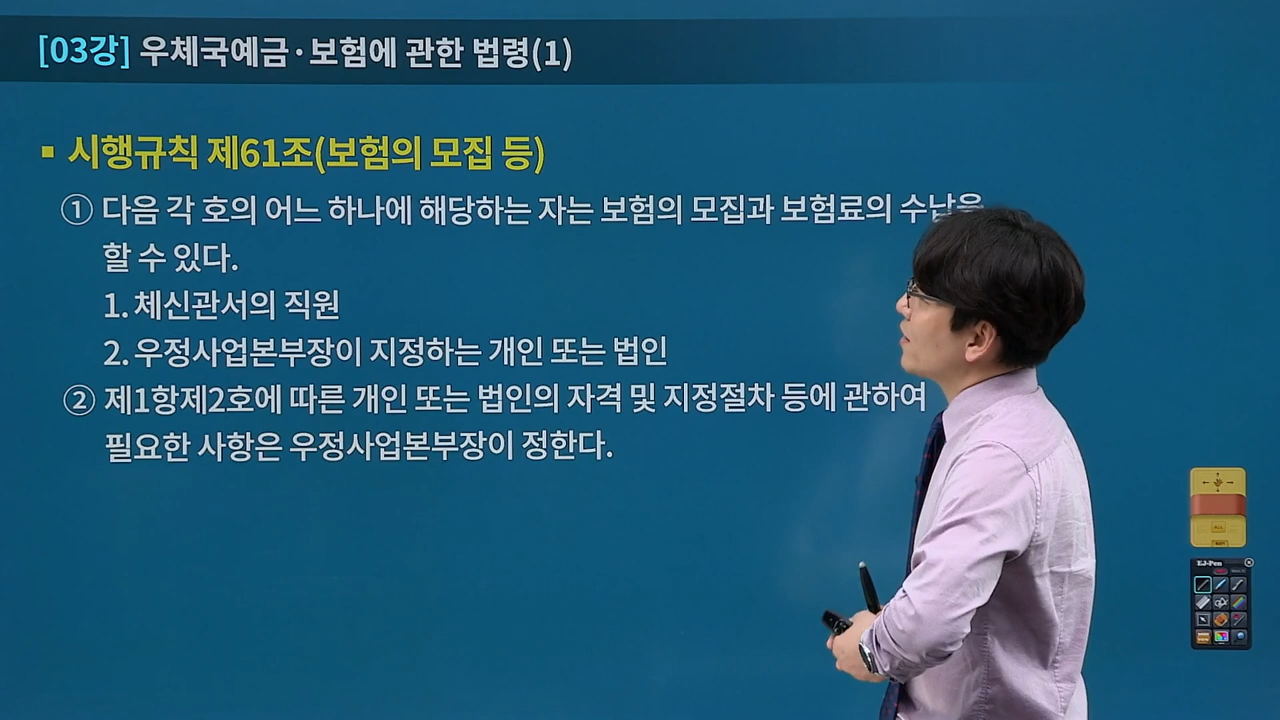 [03강] 우체국예금·보험에 관한 법령(1)
▪ 시행규칙 제61조(보험의 모집 등)
① 다음 각 호의 어느 하나에 해당하는 자는 보험의 모집과 보험료의 수납을
할 수 있다.
1. 체신관서의 직원
2. 우정사업본부장이 지정하는 개인 또는 법인
② 제1항제2호에 따른 개인 또는 법인의 자격 및 지정절차 등에 관하여
필요한 사항은 우정사업본부장이 정한다.
ALL
EJ-Pen